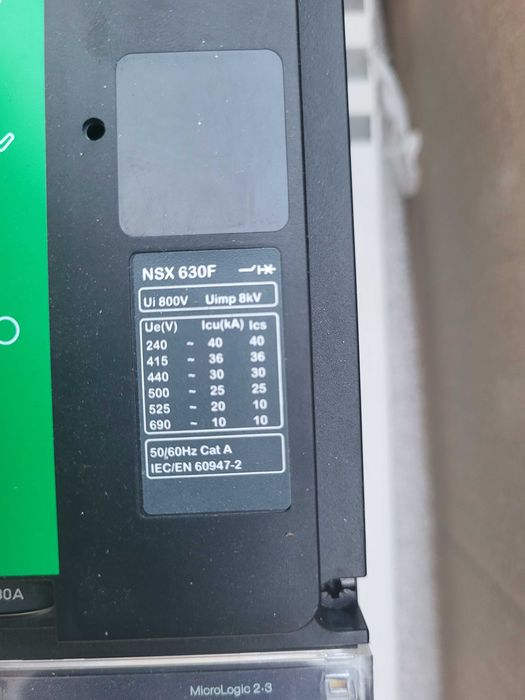 NSX 630F
Ui 800V Uimp 8kV
Ue(V) Icu(kA) Ics
240 ~ 40 40
415 ~ 36 36
440 ~ 30 30
500 ~ 25 25
525 ~ 20 10
690 ~ 10 10
50/60Hz Cat A
IEC/EN 60947-2
MicroLogic 2·3